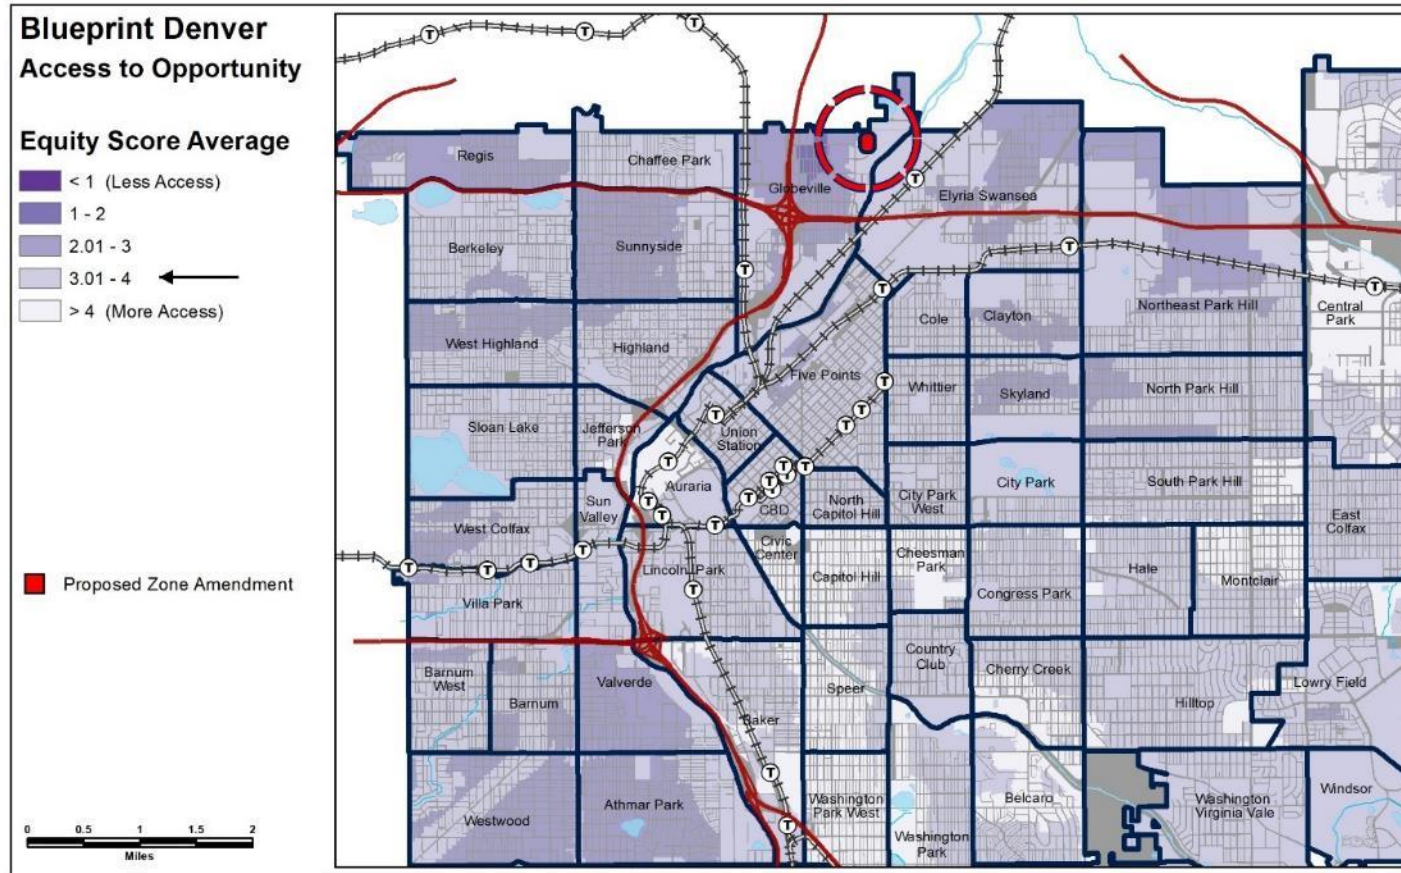 Blueprint Denver
Access to Opportunity
Equity Score Average
< 1 (Less Access)
1 - 2
2.01 - 3
3.01 - 4
> 4 (More Access)
Proposed Zone Amendment
0 0.5 1 1.5 2
Miles
T
T
T
Regis
Chaffee Park
Globeville
T
Elyria Swansea
Berkeley
Sunnyside
T
T
T
T
Central
Park
Northeast Park Hill
Cole
Clayton
West Highland
Highland
Five Points
T
Whittier
Skyland
North Park Hill
T
T
T
Sloan Lake
Jefferson
Park
Union
Station
T
T
T
T
T
T
Auraria
CBD
North
Capitol Hill
City Park
West
City Park
South Park Hill
East
Colfax
T
T
T
West Colfax
Sun
Valley
Civic
Center
Cheesman
Park
T
T
T
T
Lincoln Park
Capitol Hill
Hale
Montclair
Congress Park
T
Villa Park
Country
Club
Cherry Creek
Barnum
West
Barnum
Valverde
Baker
Speer
Hilltop
Lowry Field
T
Westwood
Athmar Park
Washington
Park West
Belcaro
Washington
Virginia Vale
Windsor
T
Washington
Park